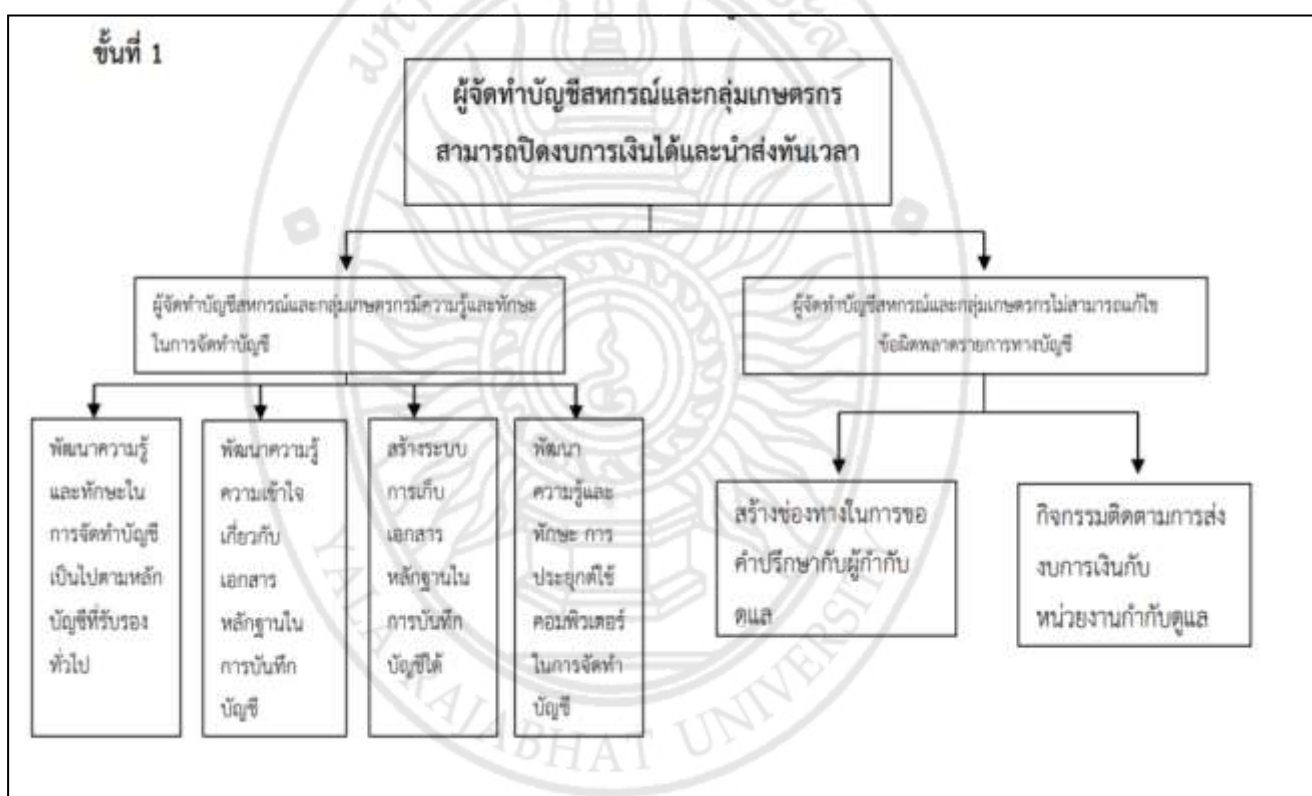 ขั้นที่ 1
ผู้จัดทำบัญชีสหกรณ์และกลุ่มเกษตรกร
สามารถปิดงบการเงินได้และนำส่งทันเวลา
ผู้จัดทำบัญชีสหกรณ์และกลุ่มเกษตรกรมีความรู้และทักษะ
ในการจัดทำบัญชี
ผู้จัดทำบัญชีสหกรณ์และกลุ่มเกษตรกรไม่สามารถแก้ไข
ข้อผิดพลาดรายการทางบัญชี
พัฒนาความรู้
และทักษะใน
การจัดทำบัญชี
เป็นไปตามหลัก
บัญชีที่รับรอง
ทั่วไป
พัฒนาความรู้
ความเข้าใจ
เกี่ยวกับ
เอกสาร
หลักฐานใน
การบันทึก
บัญชี
สร้างระบบ
การเก็บ
เอกสาร
หลักฐานใน
การบันทึก
บัญชีได้
พัฒนา
ความรู้และ
ทักษะ การ
ประยุกต์ใช้
คอมพิวเตอร์
ในการจัดทำ
บัญชี
สร้างช่องทางในการขอ
คำปรึกษากับผู้กำกับ
ดูแล
กิจกรรมติดตามการส่ง
งบการเงินกับ
หน่วยงานกำกับดูแล
YALA RAJABHAT UNIVERSITY